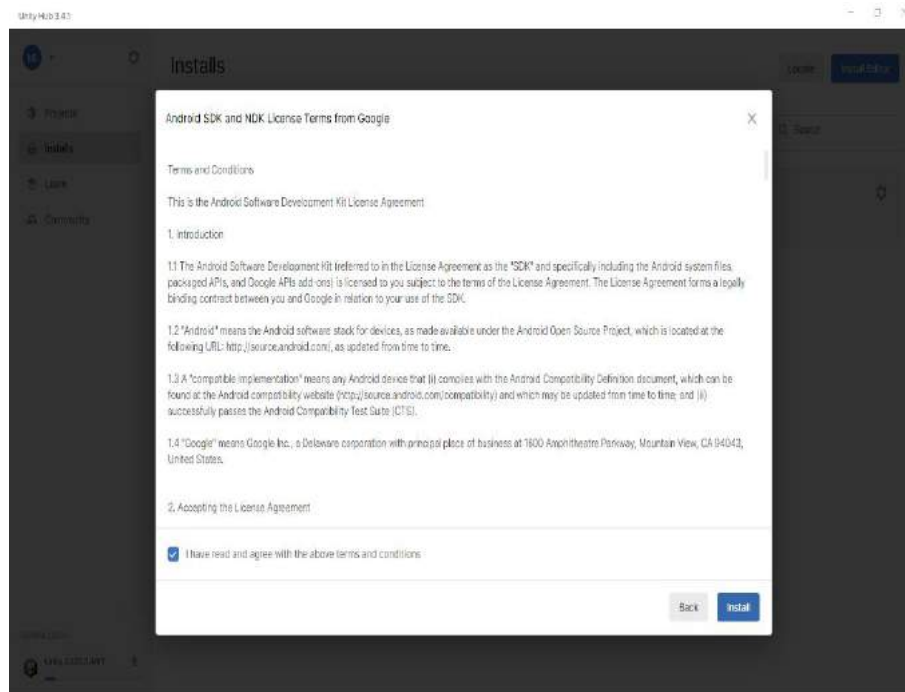 Unity Hub 3.4.1
Installs
Locate
Install Editor
Projects
Installs
Learn
Community
Search
Android SDK and NDK License Terms from Google
Terms and Conditions
This is the Android Software Development Kit License Agreement
1. Introduction
1.1 The Android Software Development Kit (referred to in the License Agreement as the "SDK" and specifically including the Android system files,
packaged APIs, and Google APIs add-ons) is licensed to you subject to the terms of the License Agreement. The License Agreement forms a legally
binding contract between you and Google in relation to your use of the SDK.
1.2 "Android" means the Android software stack for devices, as made available under the Android Open Source Project, which is located at the
following URL: http://source.android.com/, as updated from time to time.
1.3 A "compatible implementation" means any Android device that (i) complies with the Android Compatibility Definition document, which can be
found at the Android compatibility website (http://source.android.com/compatibility) and which may be updated from time to time; and (ii)
successfully passes the Android Compatibility Test Suite (CTS).
1.4 "Google" means Google Inc., a Delaware corporation with principal place of business at 1600 Amphitheatre Parkway, Mountain View, CA 94043,
United States.
2. Accepting the License Agreement
I have read and agree with the above terms and conditions
Back
Install
Unity